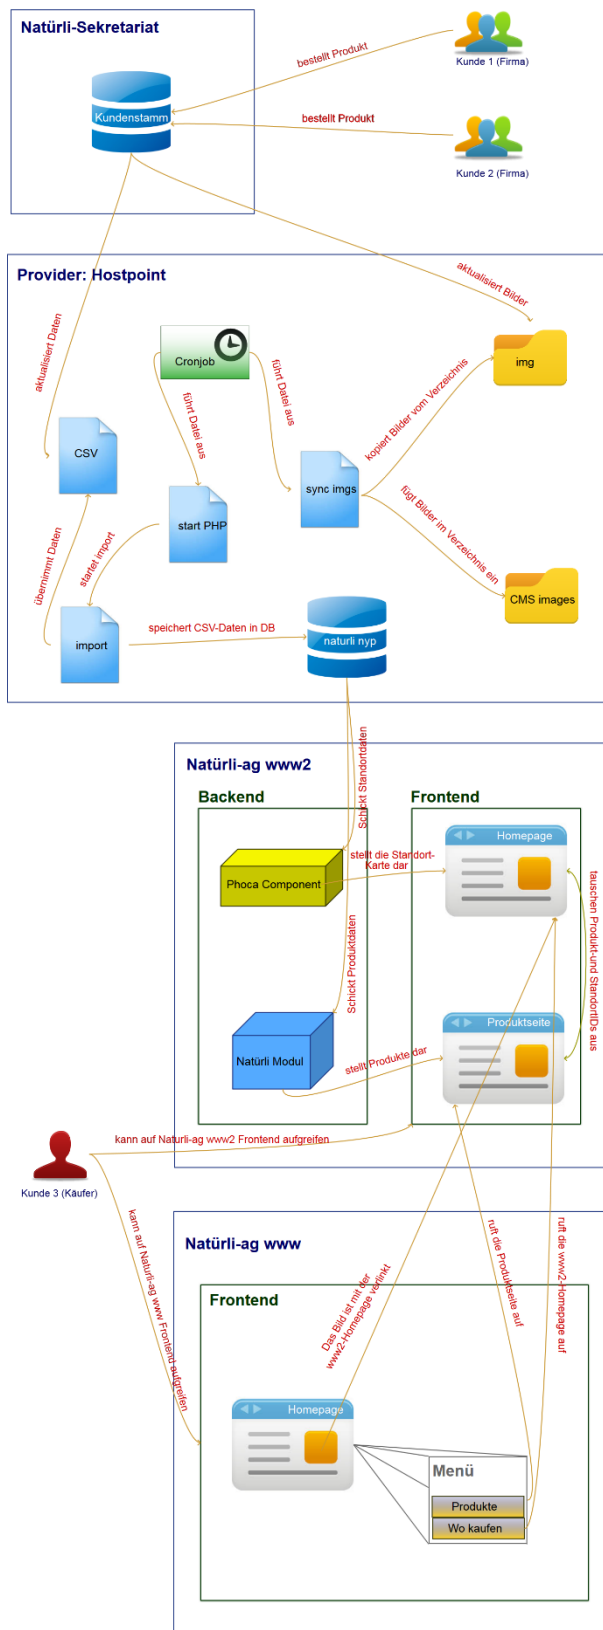 Natürli-Sekretariat
Kundenstamm
bestellt Produkt
Kunde 1 (Firma)
bestellt Produkt
Kunde 2 (Firma)
Provider: Hostpoint
aktualisiert Daten
aktualisiert Bilder
Cronjob
führt Datei aus
führt Datei aus
img
kopiert Bilder vom Verzeichnis
CSV
sync imgs
start PHP
fügt Bilder im Verzeichnis ein
übernimmt Daten
startet import
CMS images
import
speichert CSV-Daten in DB
naturli nyp
Natürli-ag www2
Schickt Standortdaten
Backend
Frontend
Homepage
stellt die Standort-
Karte dar
Phoca Component
tauschen Produkt-und StandortIDs aus
Schickt Produktdaten
Produktseite
Natürli Modul
stellt Produkte dar
kann auf Naturli-ag www2 Frontend aufgreifen
Kunde 3 (Käufer)
kann auf Naturli-ag www Frontend aufgreifen
Natürli-ag www
ruft die Produktseite auf
ruft die www2-Homepage auf
Das Bild ist mit der
www2-Homepage verlinkt
Frontend
Homepage
Menü
Produkte
Wo kaufen